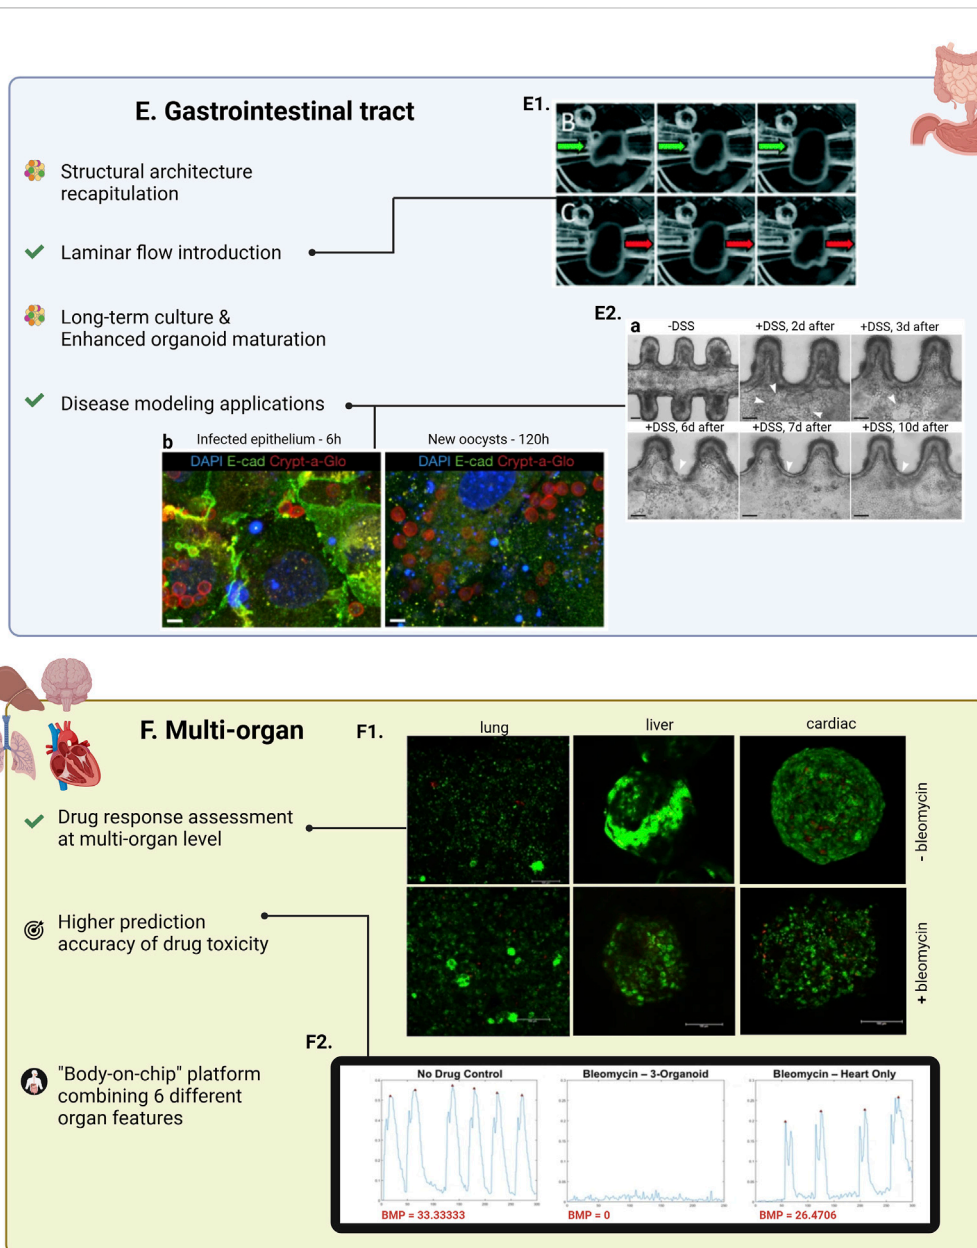 E. Gastrointestinal tract
Structural architecture
recapitulation
Laminar flow introduction
Long-term culture &
Enhanced organoid maturation
Disease modeling applications
E1.
B
C
E2.
a
-DSS
+DSS, 2d after
+DSS, 3d after
+DSS, 6d after
+DSS, 7d after
+DSS, 10d after
b
Infected epithelium - 6h
New oocysts - 120h
DAPI E-cad Crypt-a-Glo
DAPI E-cad Crypt-a-Glo
F. Multi-organ
Drug response assessment
at multi-organ level
Higher prediction
accuracy of drug toxicity
"Body-on-chip" platform
combining 6 different
organ features
F1.
lung
liver
cardiac
- bleomycin
+ bleomycin
F2.
No Drug Control
Bleomycin – 3-Organoid
Bleomycin – Heart Only
BMP = 33.33333
BMP = 0
BMP = 26.4706